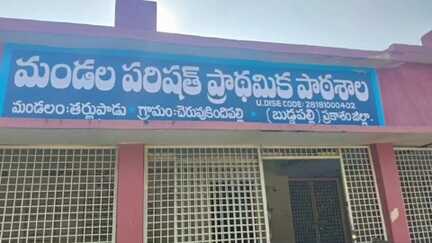 మండల పరిషత్ ప్రాథమిక పాఠశాల
U.DISE CODE: 28181000402
మండలం:తర్లుపాడు * గ్రామం:చెరువుకిందిపల్లి * (బుడ్డపల్లి) ప్రకాశంజిల్లా.